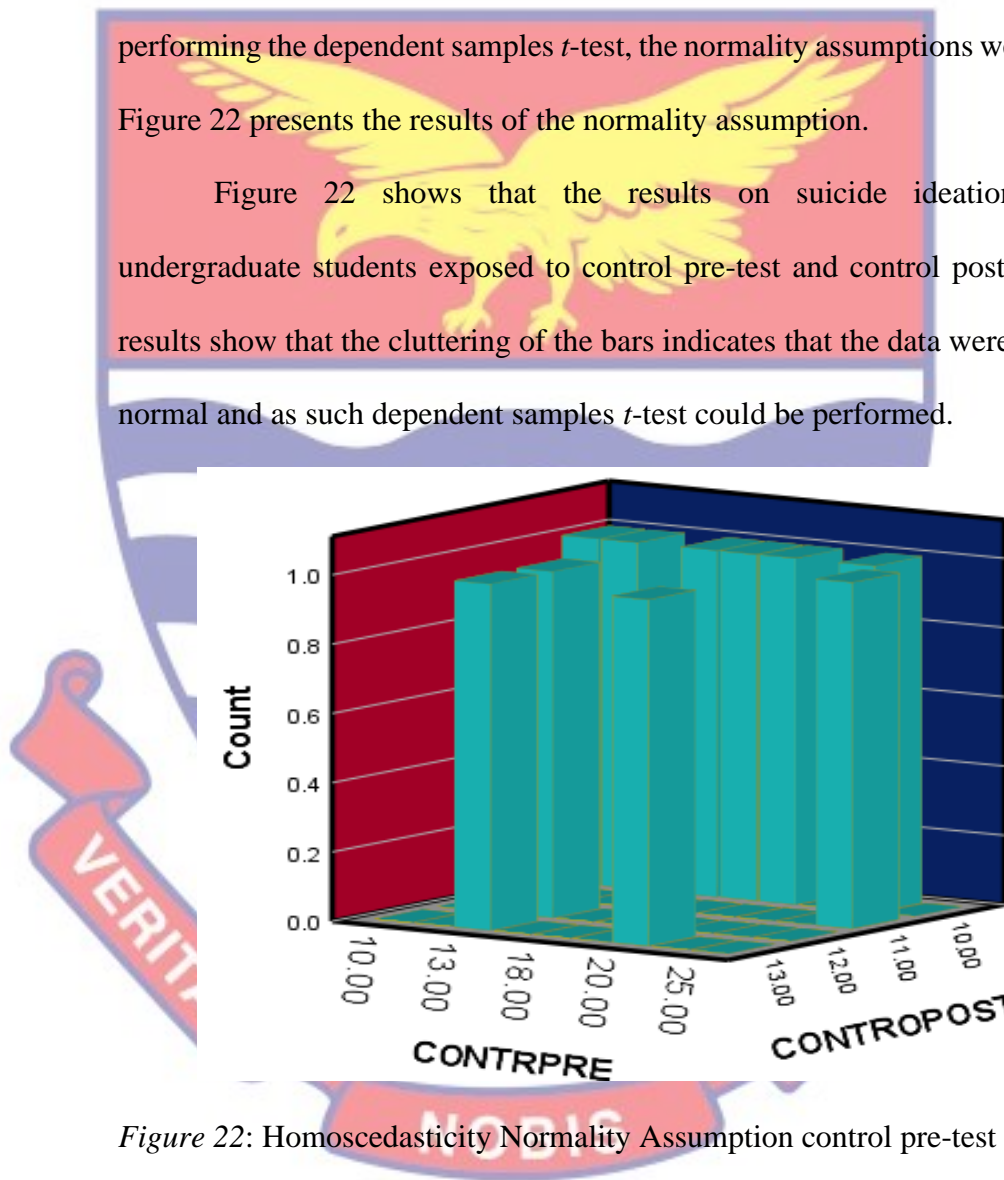 performing the dependent samples t-test, the normality assumptions
Figure 22 presents the results of the normality assumption.
Figure 22 shows that the results on suicide ideation
undergraduate students exposed to control pre-test and control post
results show that the cluttering of the bars indicates that the data were
normal and as such dependent samples t-test could be performed.
1.0
0.8
0.6
0.4
0.2
0.0
Count
10.00
13.00
18.00
20.00
25.00
CONTRPRE
13.00
12.00
11.00
10.00
CONTROPOST
VERITA
NOBIS
Figure 22: Homoscedasticity Normality Assumption control pre-test